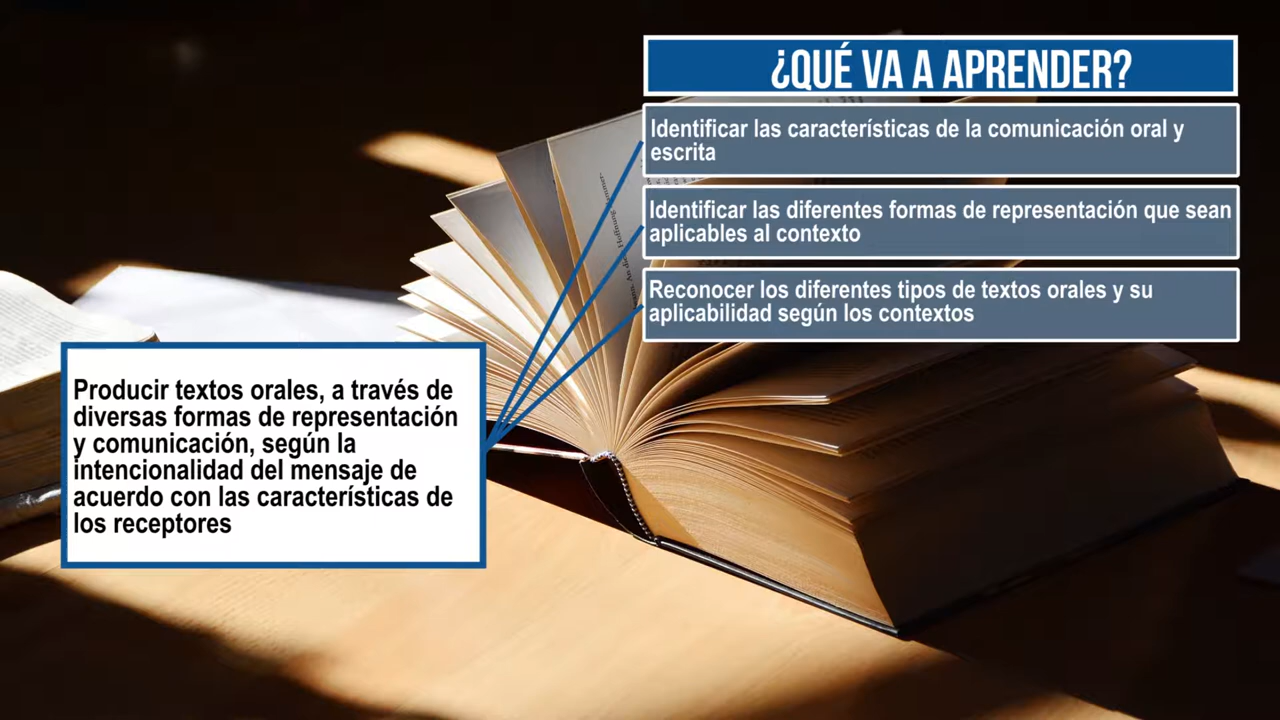 ¿QUÉ VA A APRENDER?
Identificar las características de la comunicación oral y
escrita
Identificar las diferentes formas de representación que sean
aplicables al contexto
Reconocer los diferentes tipos de textos orales y su
aplicabilidad según los contextos
Producir textos orales, a través de
diversas formas de representación
y comunicación, según la
intencionalidad del mensaje de
acuerdo con las características de
los receptores